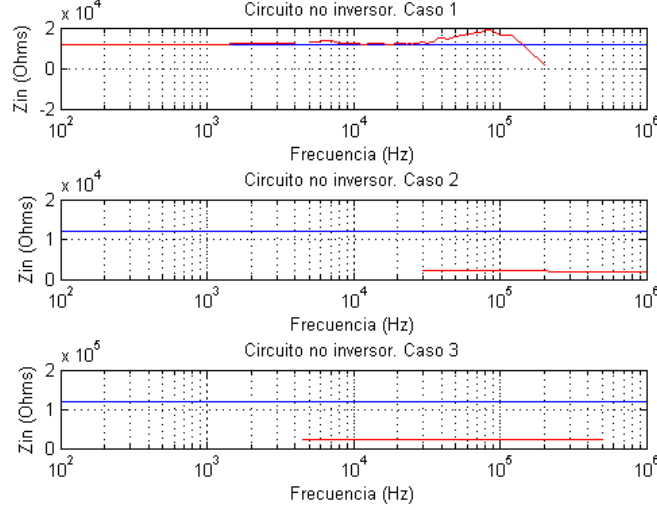 Circuito no inversor. Caso 1
x 10^4
Zin (Ohms)
2
0
-2
10^2 10^3 10^4 10^5 10^6
Frecuencia (Hz)
Circuito no inversor. Caso 2
x 10^4
Zin (Ohms)
2
1
0
10^2 10^3 10^4 10^5 10^6
Frecuencia (Hz)
Circuito no inversor. Caso 3
x 10^5
Zin (Ohms)
2
1
0
10^2 10^3 10^4 10^5 10^6
Frecuencia (Hz)